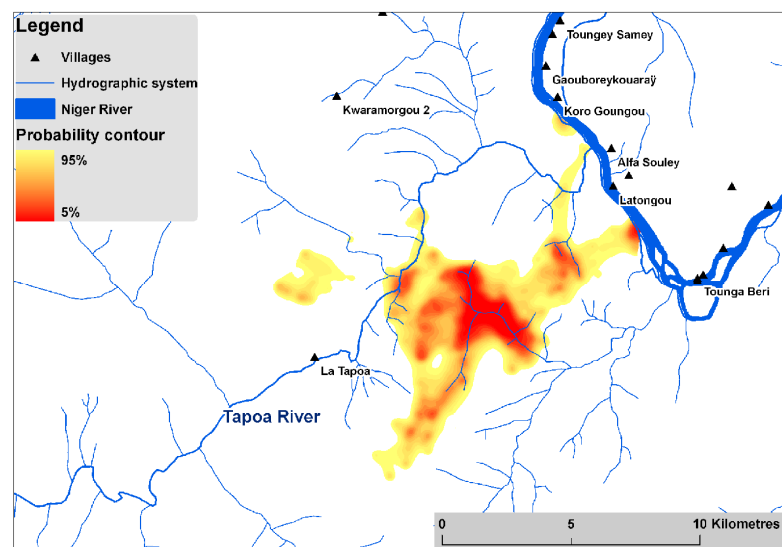 Legend
Villages
Hydrographic system
Niger River
Probability contour
95%
5%
Toungey Samey
Gaouboreykouaraÿ
Koro Goungou
Kwaramorgou 2
Alfa Souley
Latongou
Tounga Beri
La Tapoa
Tapoa River
0 5 10 Kilometres